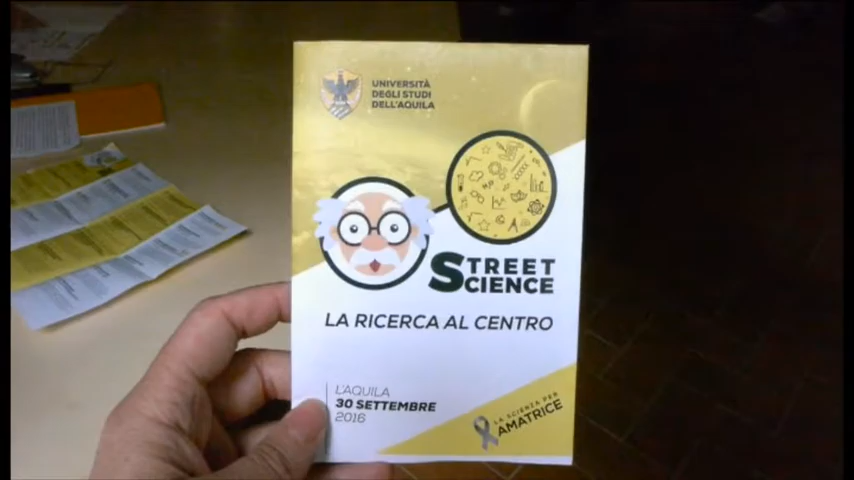 UNIVERSITÀ
DEGLI STUDI
DELL'AQUILA
STREET
SCIENCE
LA RICERCA AL CENTRO
L'AQUILA
30 SETTEMBRE
2016
LA SCIENZA PER
AMATRICE